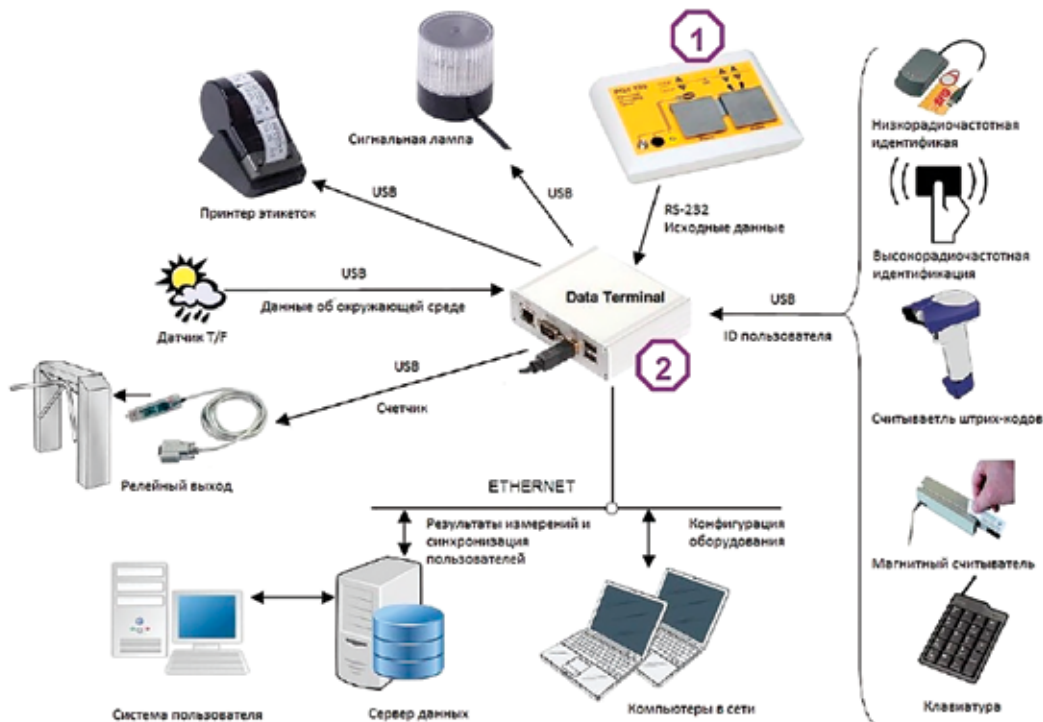 1
Сигнальная лампа
Низкорадиочастотная
идентификая
USB
USB
Принтер этикеток
RS-232
Исходные данные
Высокорадиочастотная
идентификация
USB
Данные об окружающей среде
Датчик T/F
Data Terminal
USB
ID пользователя
2
USB
Счетчик
Считываетль штрих-кодов
Релейный выход
ETHERNET
Результаты измерений и
синхронизация
пользователей
Конфигурация
оборудования
Магнитный считыватель
Система пользователя
Сервер данных
Компьютеры в сети
Клавиатура